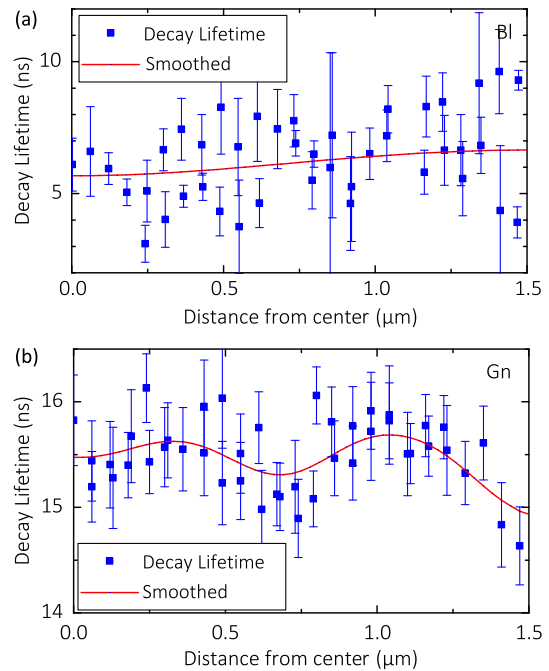 (a)
Decay Lifetime
Smoothed
Bl
10
5
Decay Lifetime (ns)
0.0
0.5
1.0
1.5
Distance from center (μm)
(b)
Gn
16
15
14
Decay Lifetime (ns)
Decay Lifetime
Smoothed
0.0
0.5
1.0
1.5
Distance from center (μm)